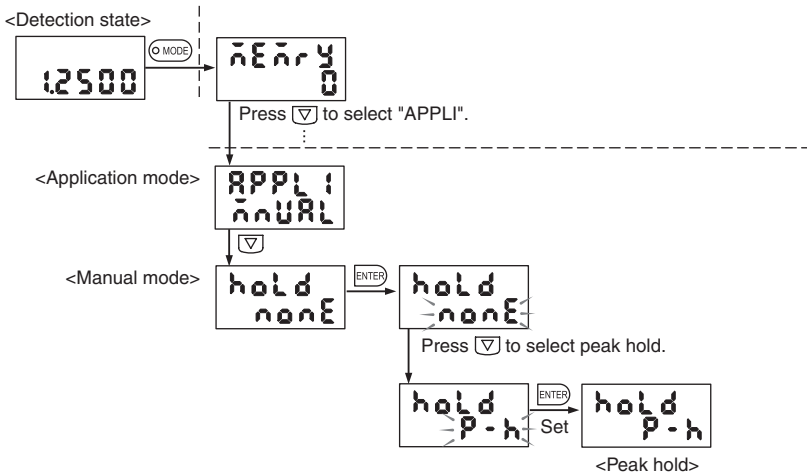 <Detection state>
1.2500
MODE
mEmry
0
Press to select "APPLI".
<Application mode>
APPLI
mnUAL
<Manual mode>
hoLd
nonE
ENTER
hoLd
nonE
Press to select peak hold.
hoLd
P-h
ENTER
Set
hoLd
P-h
<Peak hold>